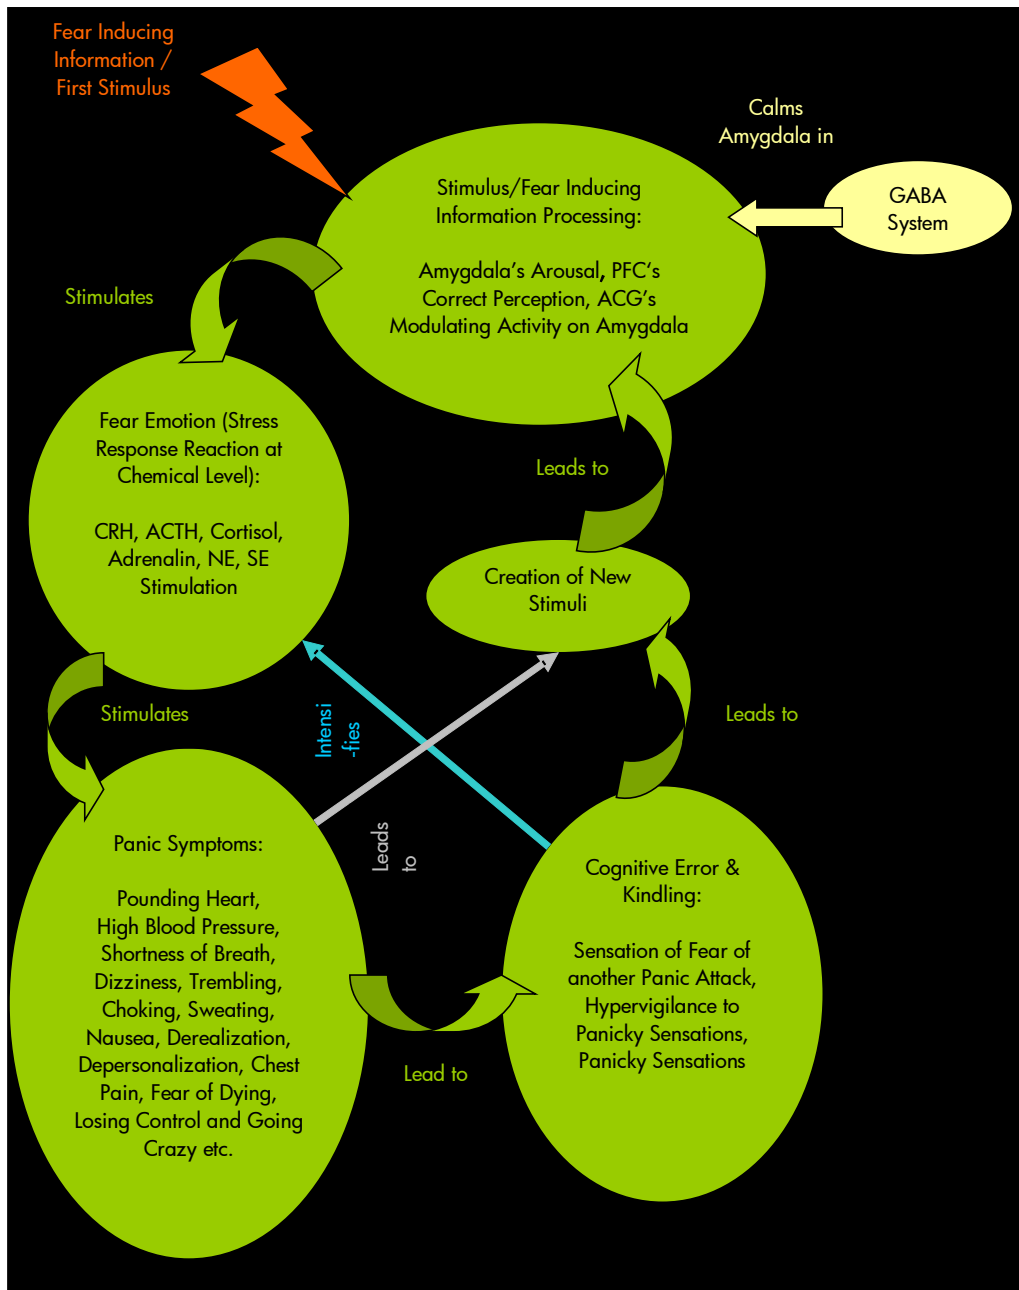 Fear Inducing
Information /
First Stimulus
Calms
Amygdala in
GABA
System
Stimulus/Fear Inducing
Information Processing:
Amygdala's Arousal, PFC's
Correct Perception, ACG's
Modulating Activity on Amygdala
Stimulates
Fear Emotion (Stress
Response Reaction at
Chemical Level):
CRH, ACTH, Cortisol,
Adrenalin, NE, SE
Stimulation
Leads to
Creation of New
Stimuli
Stimulates
Intensi
-fies
Leads to
Leads
to
Panic Symptoms:
Pounding Heart,
High Blood Pressure,
Shortness of Breath,
Dizziness, Trembling,
Choking, Sweating,
Nausea, Derealization,
Depersonalization, Chest
Pain, Fear of Dying,
Losing Control and Going
Crazy etc.
Lead to
Cognitive Error &
Kindling:
Sensation of Fear of
another Panic Attack,
Hypervigilance to
Panicky Sensations,
Panicky Sensations